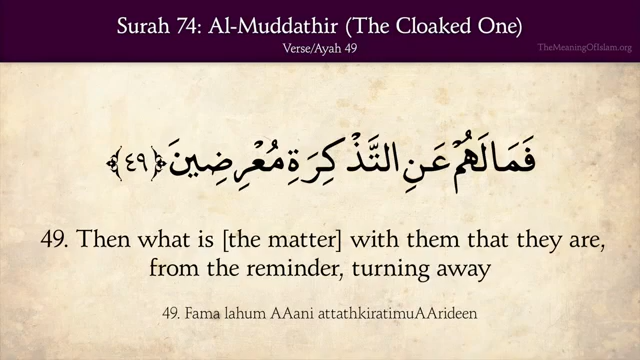 Surah 74: Al-Muddathir (The Cloaked One)
Verse/Ayah 49
TheMeaningOfIslam.org
فَمَا لَهُمْ عَنِ التَّذْكِرَةِ مُعْرِضِينَ ﴿٤٩﴾
49. Then what is [the matter] with them that they are,
from the reminder, turning away
49. Fama lahum AAani attathkiratimuAArideen